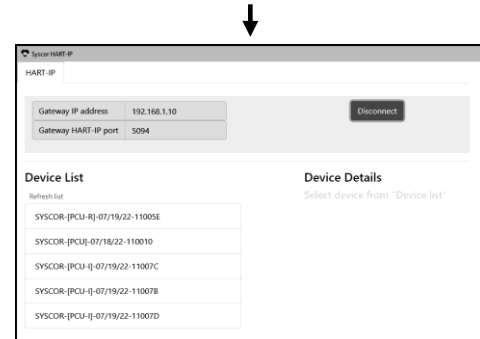 Syscor HART-IP
HART-IP
Gateway IP address 192.168.1.10
Disconnect
Gateway HART-IP port 5094
Device List
Device Details
Refresh list
Select device from "Device list"
SYSCOR-[PCU-R]-07/19/22-11005E
SYSCOR-[PCU]-07/18/22-110010
SYSCOR-[PCU-I]-07/19/22-11007C
SYSCOR-[PCU-I]-07/19/22-11007B
SYSCOR-[PCU-I]-07/19/22-11007D